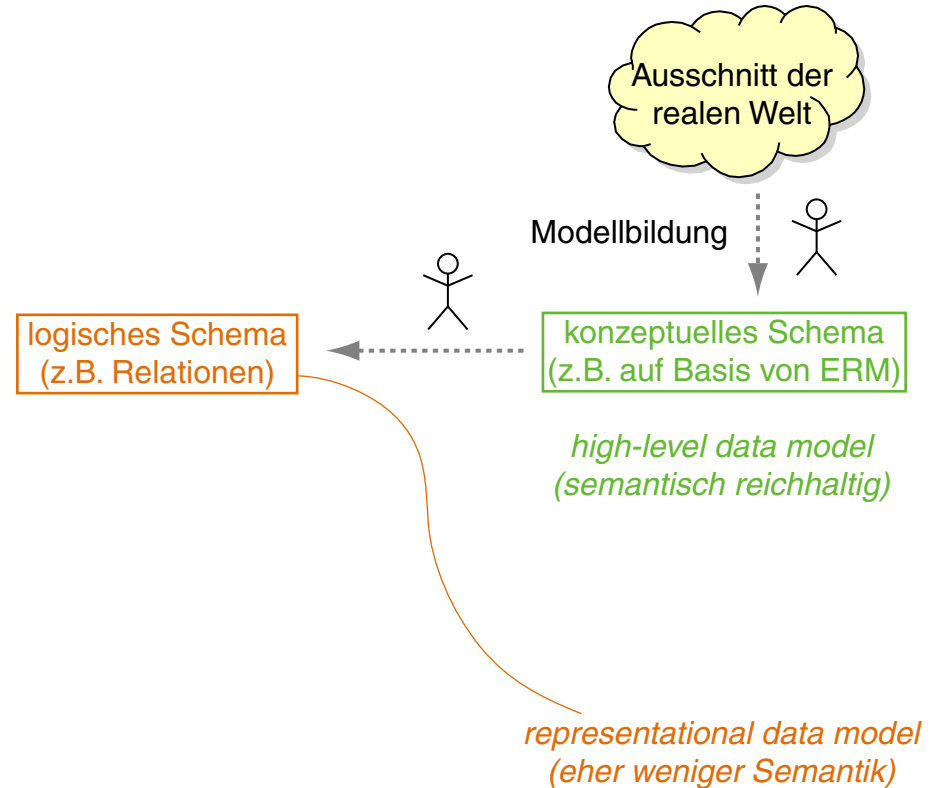 Ausschnitt der
realen Welt
Modellbildung
logisches Schema
(z.B. Relationen)
konzeptuelles Schema
(z.B. auf Basis von ERM)
high-level data model
(semantisch reichhaltig)
representational data model
(eher weniger Semantik)